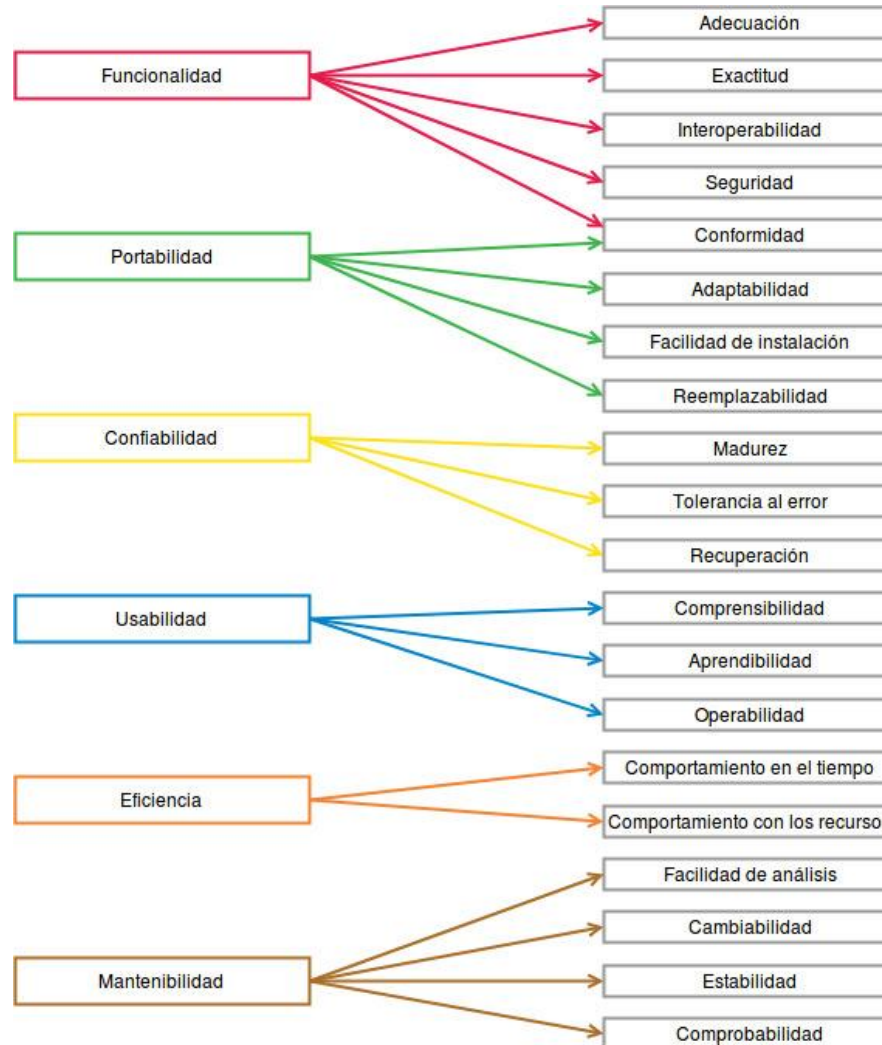 Adecuación
Funcionalidad
Exactitud
Interoperabilidad
Seguridad
Portabilidad
Conformidad
Adaptabilidad
Facilidad de instalación
Reemplazabilidad
Confiabilidad
Madurez
Tolerancia al error
Recuperación
Usabilidad
Comprensibilidad
Aprendibilidad
Operabilidad
Eficiencia
Comportamiento en el tiempo
Comportamiento con los recurso
Facilidad de análisis
Cambiabilidad
Mantenibilidad
Estabilidad
Comprobabilidad